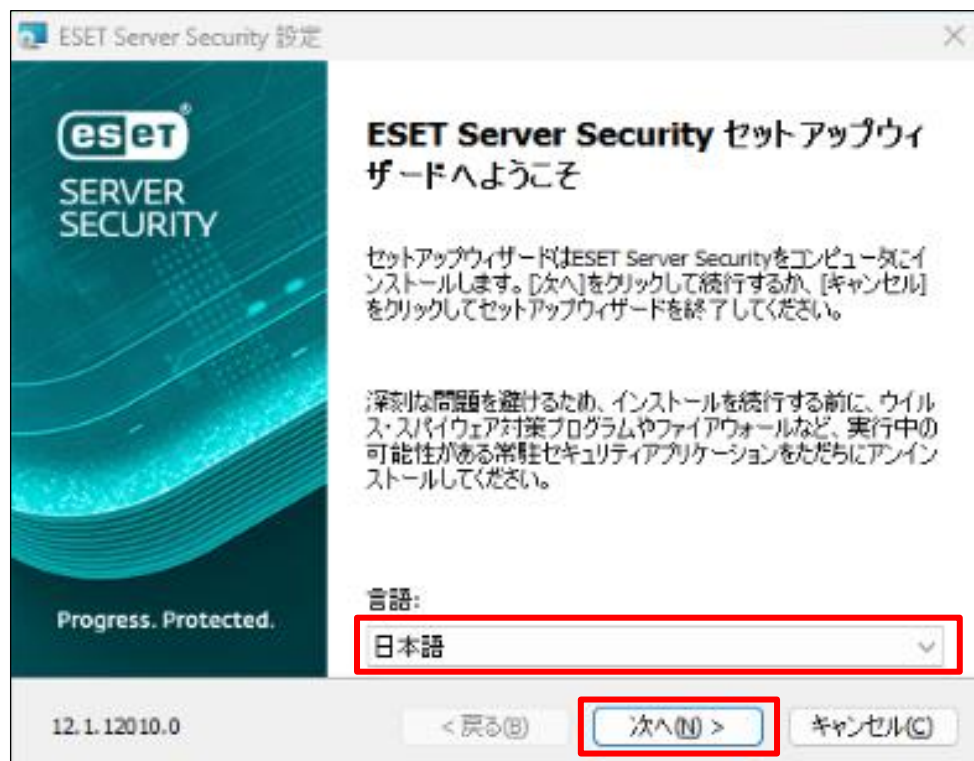 ESET Server Security 設定
eset®
SERVER
SECURITY
Progress. Protected.
ESET Server Security セットアップウィ
ザードへようこそ
セットアップウィザードはESET Server Securityをコンピュータにイ
ンストールします。[次へ]をクリックして続行するか、[キャンセル]
をクリックしてセットアップウィザードを終了してください。
深刻な問題を避けるため、インストールを続行する前に、ウイル
ス・スパイウェア対策プログラムやファイアウォールなど、実行中の
可能性がある常駐セキュリティアプリケーションをただちにアンイン
ストールしてください。
言語:
日本語
12.1.12010.0
< 戻る(B)
次へ(N) >
キャンセル(C)